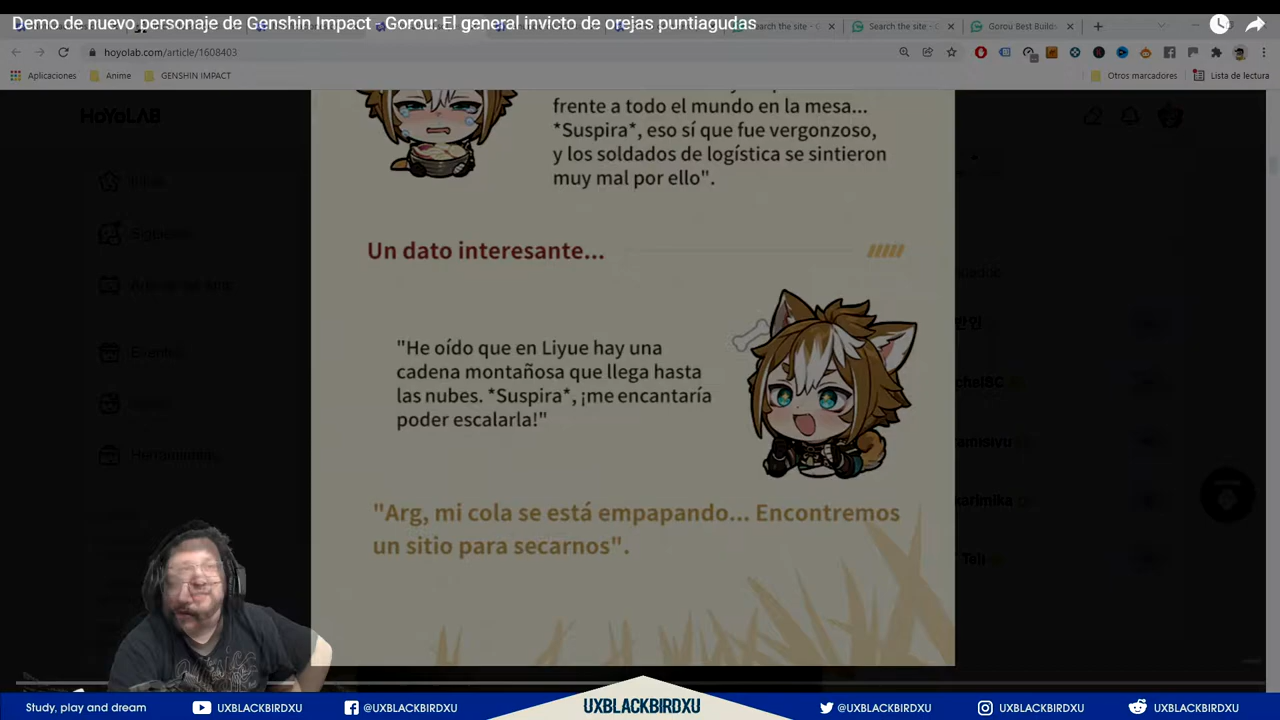 Demo de nuevo personaje de Genshin Impact - Gorou: El general invicto de orejas puntiagudas
Search the site - G
Search the site - G
Gorou Best Builds
hoyolab.com/article/1608403
Aplicaciones
Anime
GENSHIN IMPACT
Otros marcadores
Lista de lectura
HoYoLAB
Inicio
frente a todo el mundo en la mesa...
*Suspira*, eso sí que fue vergonzoso,
y los soldados de logística se sintieron
muy mal por ello".
Un dato interesante...
"He oído que en Liyue hay una
cadena montañosa que llega hasta
las nubes. *Suspira*, ¡me encantaría
poder escalarla!"
"Arg, mi cola se está empapando... Encontremos
un sitio para secarnos".
Study, play and dream
UXBLACKBIRDXU
@UXBLACKBIRDXU
UXBLACKBIRDXU
@UXBLACKBIRDXU
UXBLACKBIRDXU
UXBLACKBIRDXU